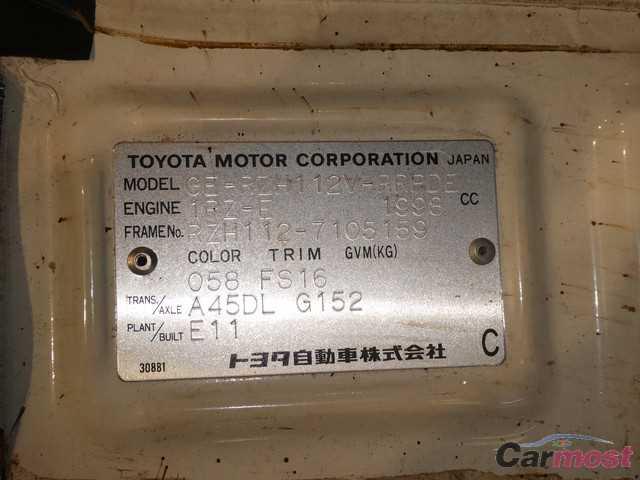 TOYOTA MOTOR CORPORATION JAPAN
MODEL GE-RZH112V-RRPDE
ENGINE 1RZ-E 1998 CC
FRAME No. RZH112-7105159
COLOR TRIM GVM(KG)
058 FS16
TRANS./AXLE A45DL G152
PLANT/BUILT E11
30881
トヨタ自動車株式会社
C
Carmost